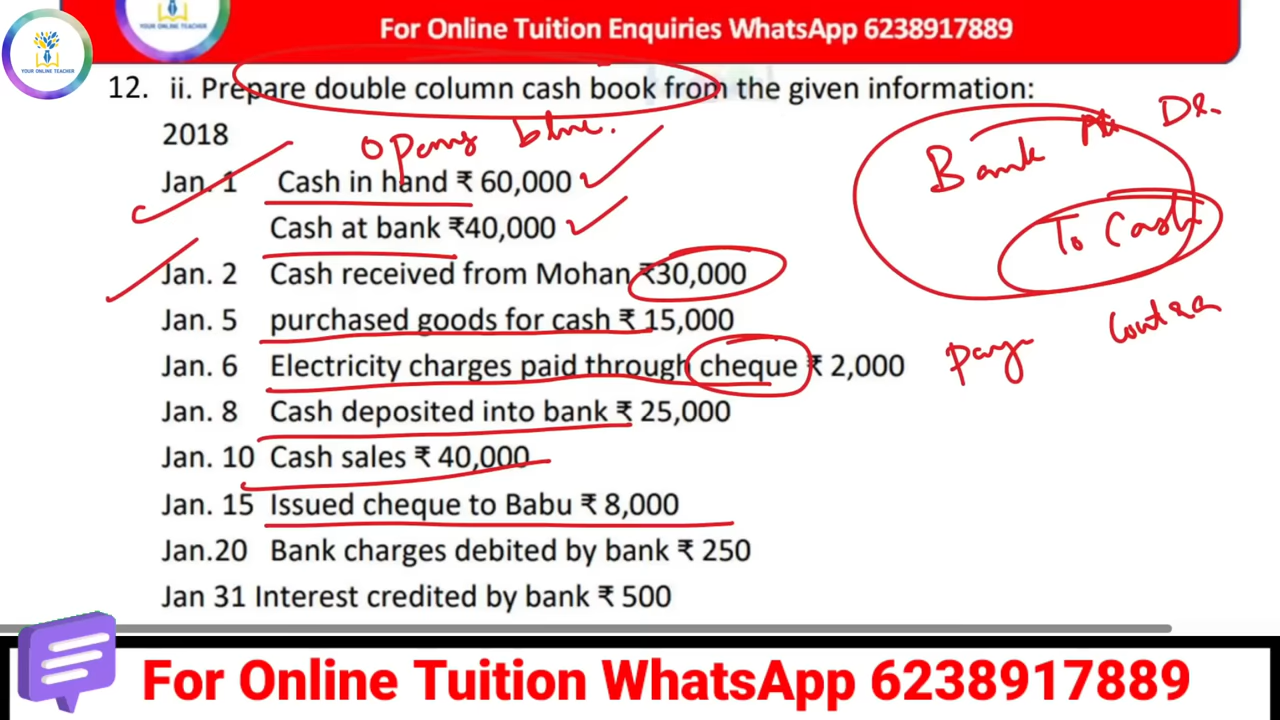 For Online Tuition Enquiries WhatsApp 6238917889
YOUR ONLINE TEACHER
12. ii. Prepare double column cash book from the given information:
2018
Opening blnc.
Jan. 1 Cash in hand ₹ 60,000
Cash at bank ₹40,000
Jan. 2 Cash received from Mohan ₹30,000
Jan. 5 purchased goods for cash ₹ 15,000
Jan. 6 Electricity charges paid through cheque ₹ 2,000
Jan. 8 Cash deposited into bank ₹ 25,000
Jan. 10 Cash sales ₹ 40,000
Jan. 15 Issued cheque to Babu ₹ 8,000
Jan.20 Bank charges debited by bank ₹ 250
Jan 31 Interest credited by bank ₹ 500
Bank Dr.
To Cash
Contra
For Online Tuition WhatsApp 6238917889